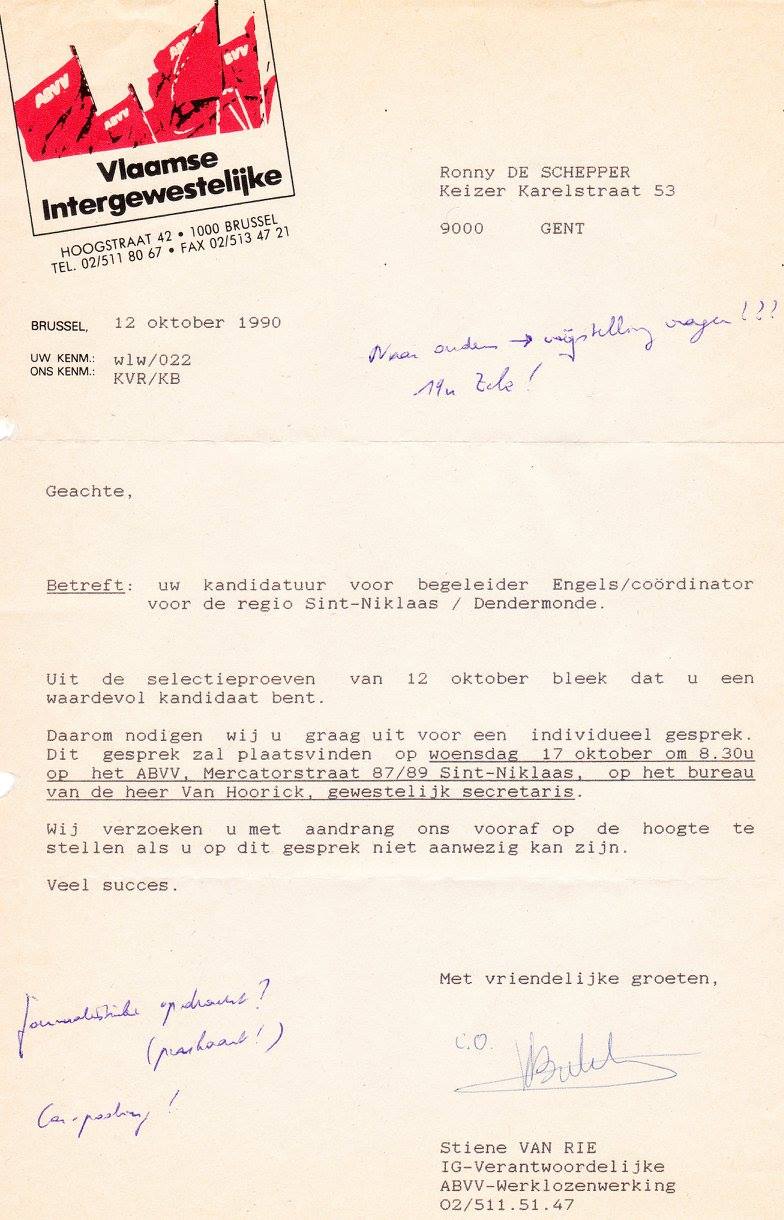 ABVV
ABVV
ABVV
BVV
Vlaamse
Intergewestelijke
HOOGSTRAAT 42 • 1000 BRUSSEL
TEL. 02/511 80 67 • FAX 02/513 47 21
Ronny DE SCHEPPER
Keizer Karelstraat 53
9000 GENT
BRUSSEL, 12 oktober 1990
UW KENM.: wlw/022
ONS KENM.: KVR/KB
Naar ouders → vrijstelling vragen!!!
19u
Geachte,
Betreft: uw kandidatuur voor begeleider Engels/coördinator
voor de regio Sint-Niklaas / Dendermonde.
Uit de selectieproeven van 12 oktober bleek dat u een
waardevol kandidaat bent.
Daarom nodigen wij u graag uit voor een individueel gesprek.
Dit gesprek zal plaatsvinden op woensdag 17 oktober om 8.30u
op het ABVV, Mercatorstraat 87/89 Sint-Niklaas, op het bureau
van de heer Van Hoorick, gewestelijk secretaris.
Wij verzoeken u met aandrang ons vooraf op de hoogte te
stellen als u op dit gesprek niet aanwezig kan zijn.
Veel succes.
Met vriendelijke groeten,
journalistieke opdracht?
(perskaart!)
i.o.
Car-pooling!
Stiene VAN RIE
IG-Verantwoordelijke
ABVV-Werklozenwerking
02/511.51.47